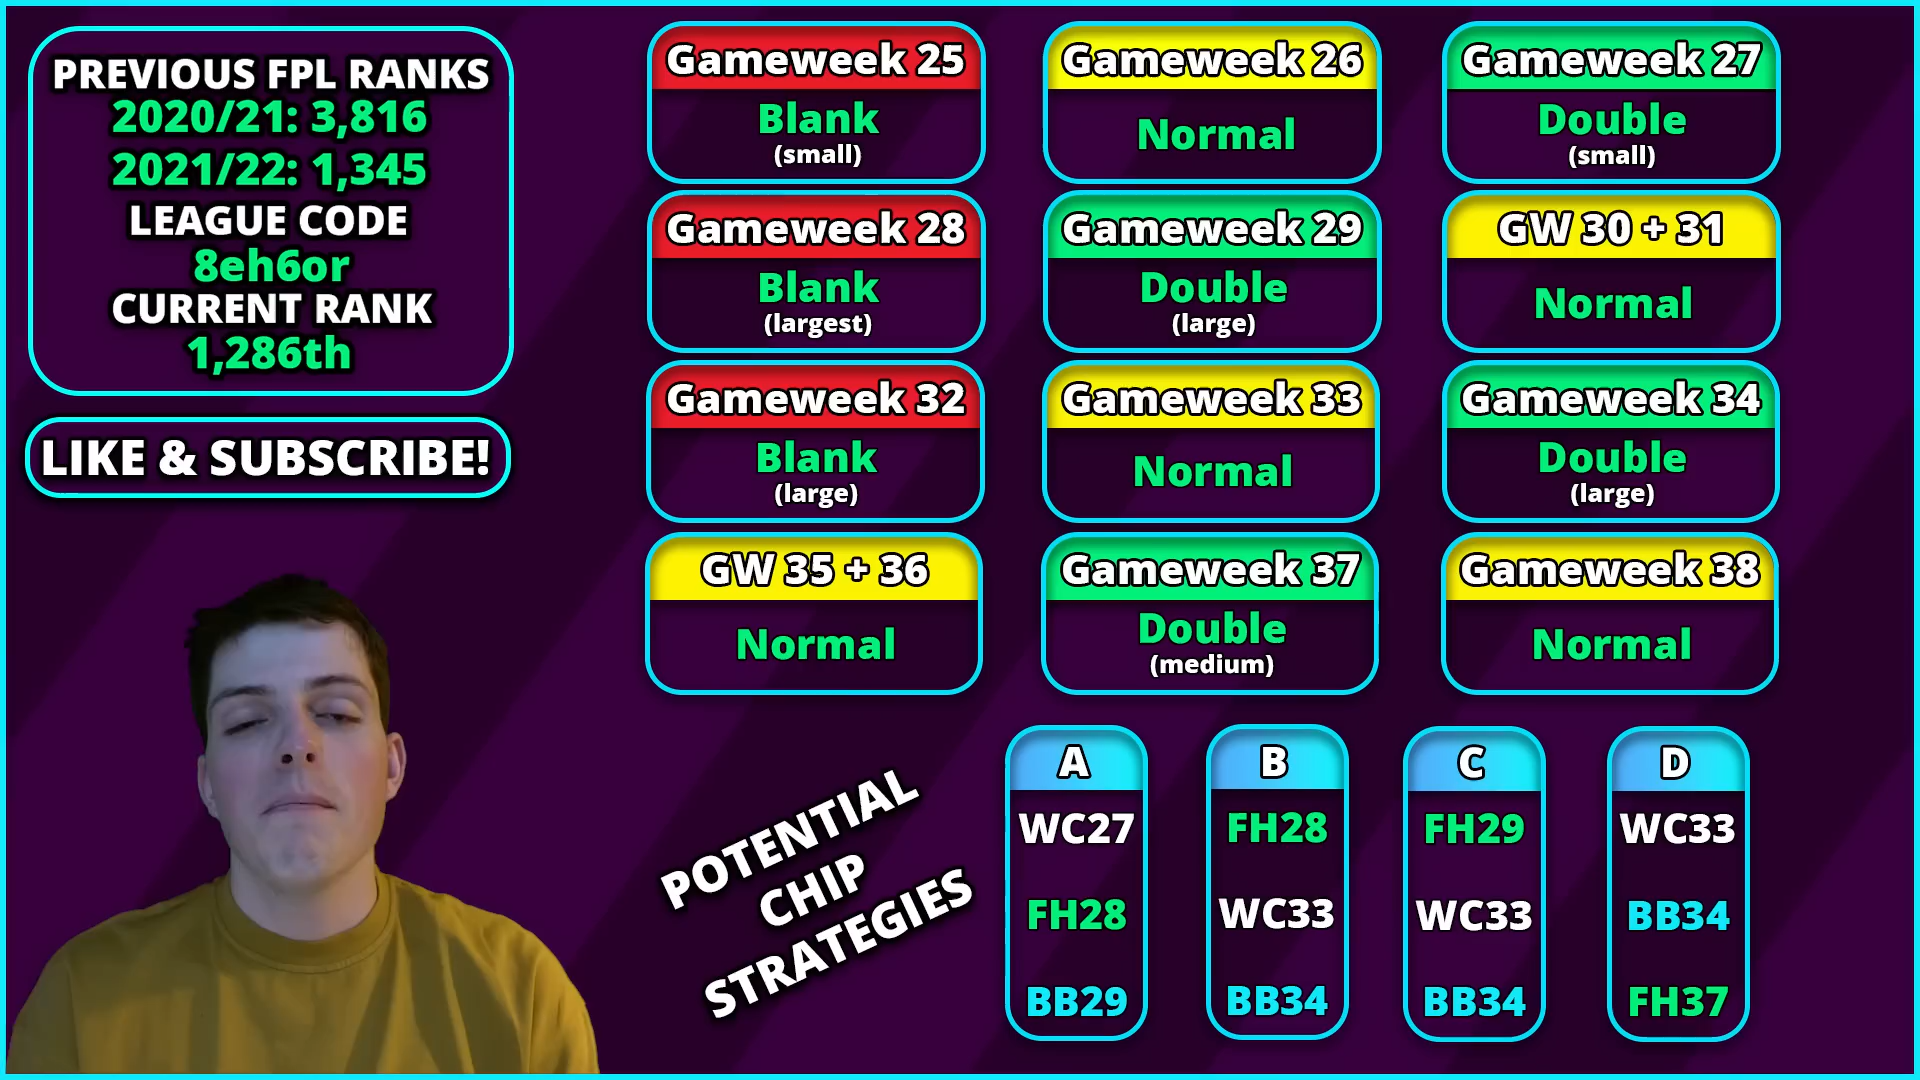 PREVIOUS FPL RANKS
2020/21: 3,816
2021/22: 1,345
LEAGUE CODE
8eh6or
CURRENT RANK
1,286th
LIKE & SUBSCRIBE!
Gameweek 25
Blank
(small)
Gameweek 26
Normal
Gameweek 27
Double
(small)
Gameweek 28
Blank
(largest)
Gameweek 29
Double
(large)
GW 30 + 31
Normal
Gameweek 32
Blank
(large)
Gameweek 33
Normal
Gameweek 34
Double
(large)
GW 35 + 36
Normal
Gameweek 37
Double
(medium)
Gameweek 38
Normal
POTENTIAL
CHIP
STRATEGIES
A
WC27
FH28
BB29
B
FH28
WC33
BB34
C
FH29
WC33
BB34
D
WC33
BB34
FH37